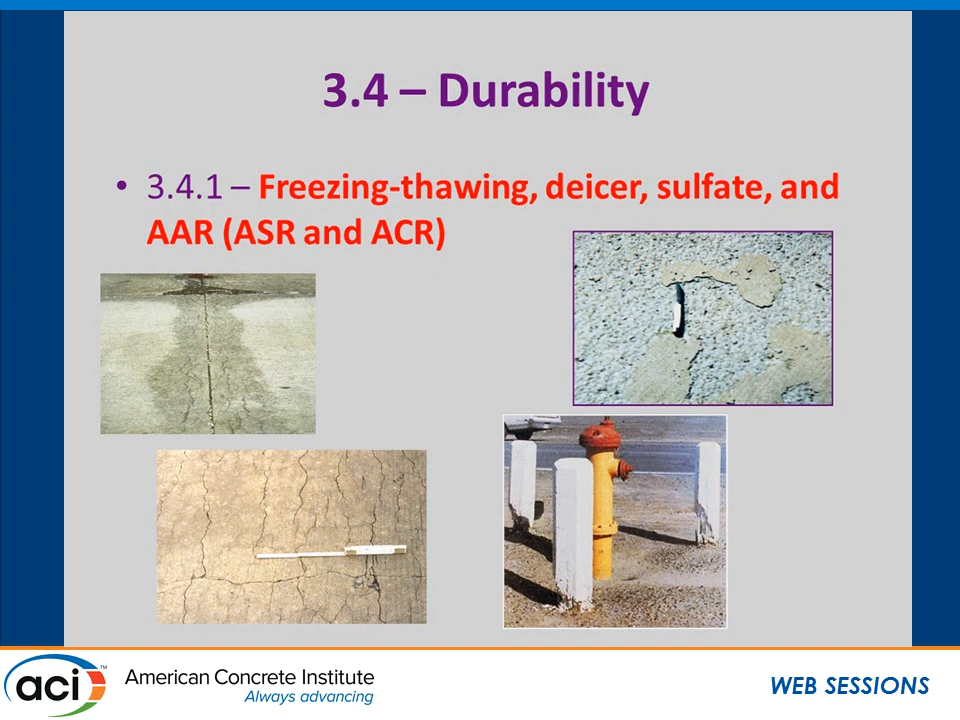 3.4 – Durability
• 3.4.1 – Freezing-thawing, deicer, sulfate, and
AAR (ASR and ACR)
aci™
American Concrete Institute
Always advancing
WEB SESSIONS